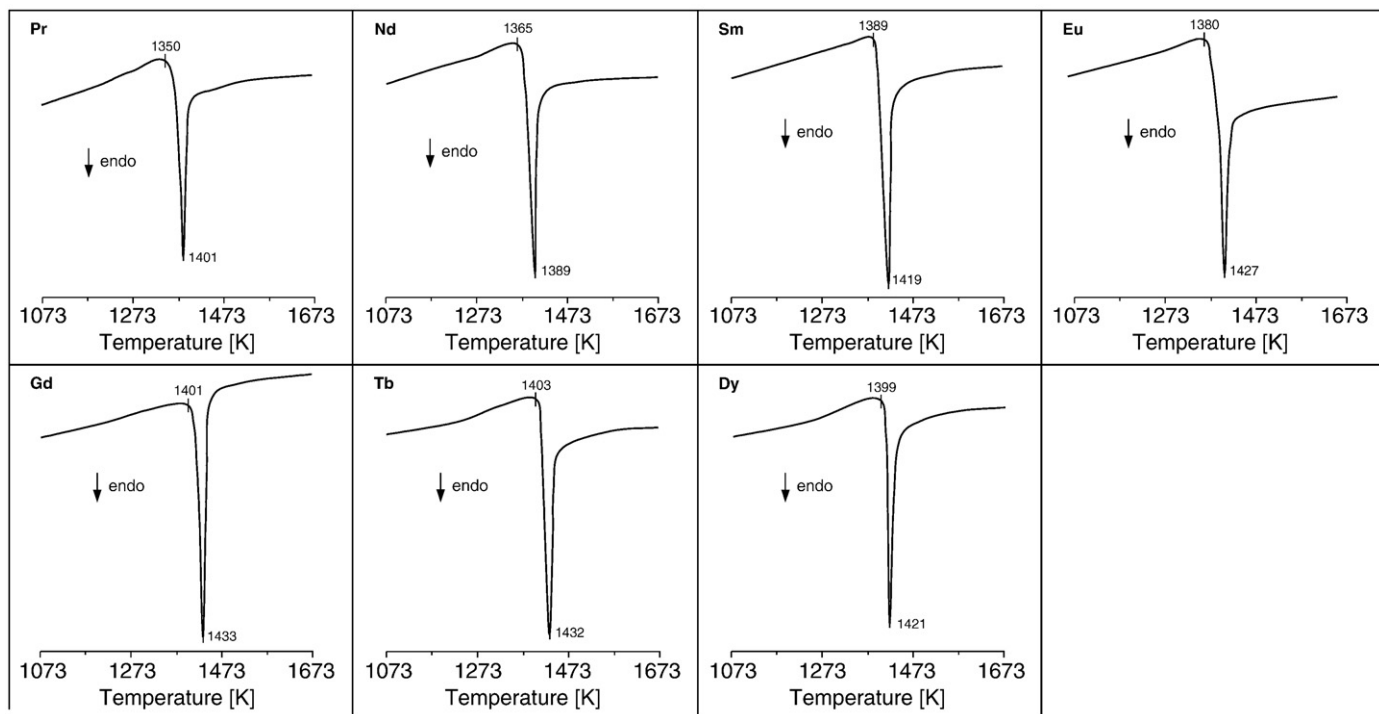 Pr
1350
endo
1401
1073 1273 1473 1673
Temperature [K]
Nd
1365
endo
1389
1073 1273 1473 1673
Temperature [K]
Sm
1389
endo
1419
1073 1273 1473 1673
Temperature [K]
Eu
1380
endo
1427
1073 1273 1473 1673
Temperature [K]
Gd
1401
endo
1433
1073 1273 1473 1673
Temperature [K]
Tb
1403
endo
1432
1073 1273 1473 1673
Temperature [K]
Dy
1399
endo
1421
1073 1273 1473 1673
Temperature [K]